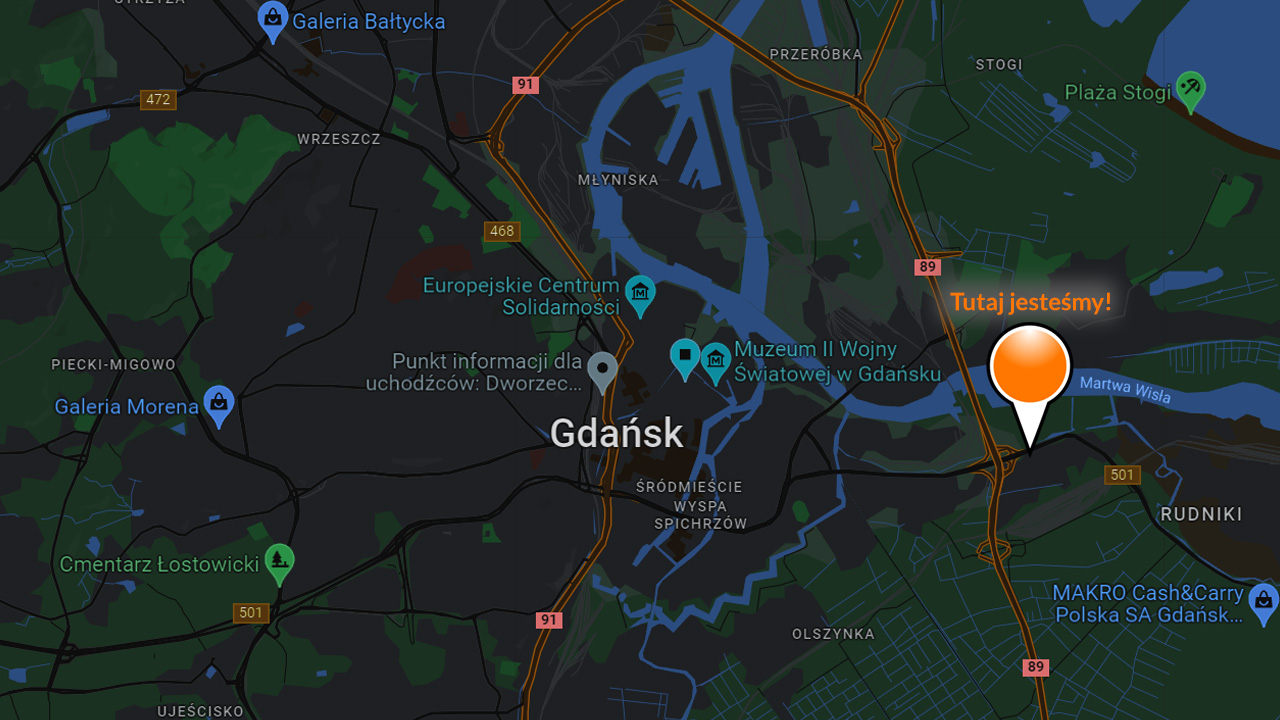 STRZYŻA
Galeria Bałtycka
PRZERÓBKA
STOGI
91
Plaża Stogi
472
WRZESZCZ
MŁYNISKA
468
89
Europejskie Centrum
Solidarności
Tutaj jesteśmy!
Muzeum II Wojny
Światowej w Gdańsku
Punkt informacji dla
uchodźców: Dworzec...
PIECKI-MIGOWO
Martwa Wisła
Galeria Morena
Gdańsk
501
ŚRÓDMIEŚCIE
WYSPA
SPICHRZÓW
RUDNIKI
Cmentarz Łostowicki
MAKRO Cash&Carry
Polska SA Gdańsk...
501
91
OLSZYNKA
89
UJEŚCISKO